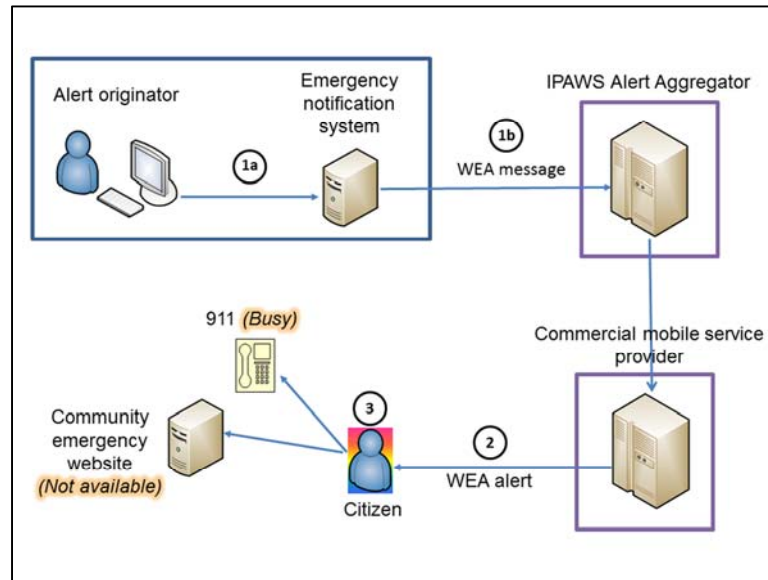 Alert originator
Emergency
notification
system
IPAWS Alert Aggregator
1a
1b
WEA message
911 (Busy)
Commercial mobile service
provider
Community
emergency
website
(Not available)
3
Citizen
2
WEA alert